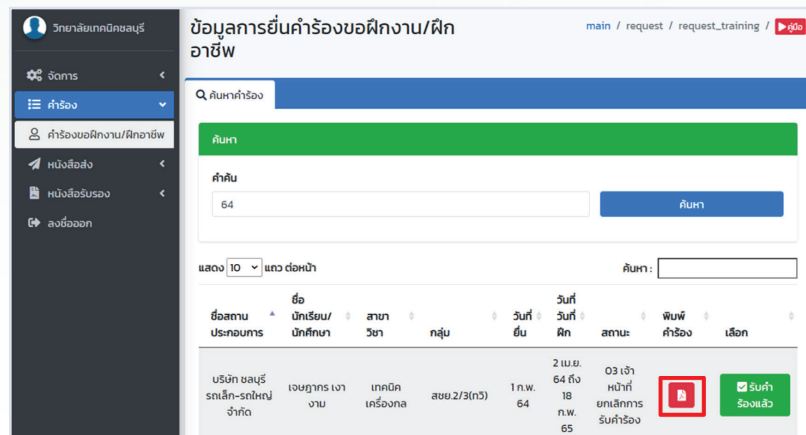 วิทยาลัยเทคนิคชลบุรี
จัดการ
คำร้อง
คำร้องขอฝึกงาน/ฝึกอาชีพ
หนังสือส่ง
หนังสือรับรอง
ลงชื่อออก
ข้อมูลการยื่นคำร้องขอฝึกงาน/ฝึก
อาชีพ
main / request / request_training / คู่มือ
ค้นหาคำร้อง
ค้นหา
คำค้น
64
ค้นหา
แสดง 10 แถว ต่อหน้า
ค้นหา :
ชื่อสถาน
ประกอบการ
ชื่อ
นักเรียน/
นักศึกษา
สาขา
วิชา
กลุ่ม
วันที่
ยื่น
วันที่
วันที่
ฝึก
สถานะ
พิมพ์
คำร้อง
เลือก
บริษัท ชลบุรี
รถเล็ก-รถใหญ่
จำกัด
เจษฎากร เงา
งาม
เทคนิค
เครื่องกล
สชย.2/3(ทวิ)
1 ก.พ.
64
2 เม.ย.
64 ถึง
18
ก.พ.
65
03 เจ้า
หน้าที่
ยกเลิกการ
รับคำร้อง
รับคำ
ร้องแล้ว